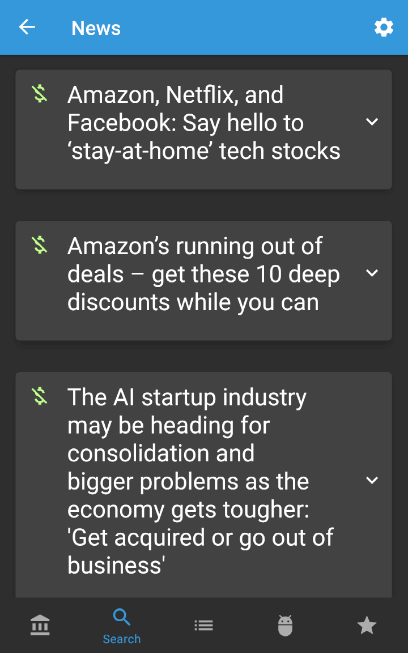 News
Amazon, Netflix, and
Facebook: Say hello to
‘stay-at-home’ tech stocks
Amazon’s running out of
deals – get these 10 deep
discounts while you can
The AI startup industry
may be heading for
consolidation and
bigger problems as the
economy gets tougher:
'Get acquired or go out of
business'
Search